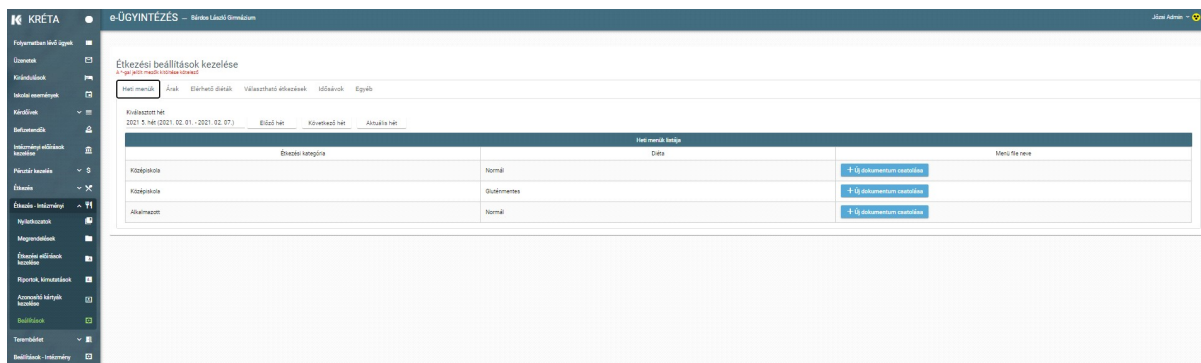 KRÉTA
e-ÜGYINTÉZÉS – Bárdos László Gimnázium
Józsi Admin
Folyamatban lévő ügyek
Üzenetek
Kirándulások
Iskolai események
Kérdőívek
Befizetendők
Intézményi előírások
kezelése
Pénztár kezelés
Étkezés
Étkezés - Intézményi
Nyilatkozatok
Megrendelések
Étkezési előírások
kezelése
Riportok, kimutatások
Azonosító kártyák
kezelése
Beállítások
Terembérlet
Beállítások - Intézmény
Étkezési beállítások kezelése
A *-gal jelölt mezők kitöltése kötelező
Heti menük Árak Elérhető diéták Választható étkezések Idősávok Egyéb
Kiválasztott hét
2021 5. hét (2021. 02. 01. - 2021. 02. 07.) Előző hét Következő hét Aktuális hét
Heti menük listája
Étkezési kategória Diéta Menü file neve
Középiskola Normál + Új dokumentum csatolása
Középiskola Gluténmentes + Új dokumentum csatolása
Alkalmazott Normál + Új dokumentum csatolása